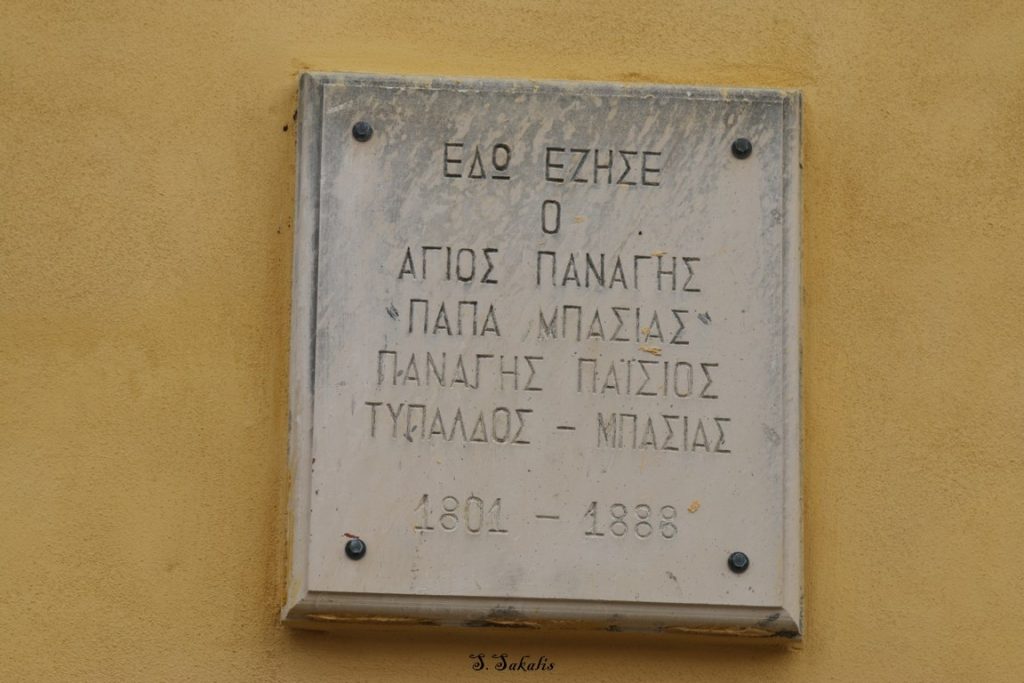 ΕΔΩ ΕΖΗΣΕ
Ο
ΑΓΙΟΣ ΠΑΝΑΓΗΣ
"ΠΑΠΑ ΜΠΑΣΙΑΣ"
ΠΑΝΑΓΗΣ ΠΑΪΣΙΟΣ
ΤΥΠΑΛΔΟΣ - ΜΠΑΣΙΑΣ
1801 - 1888
S. Sakalis